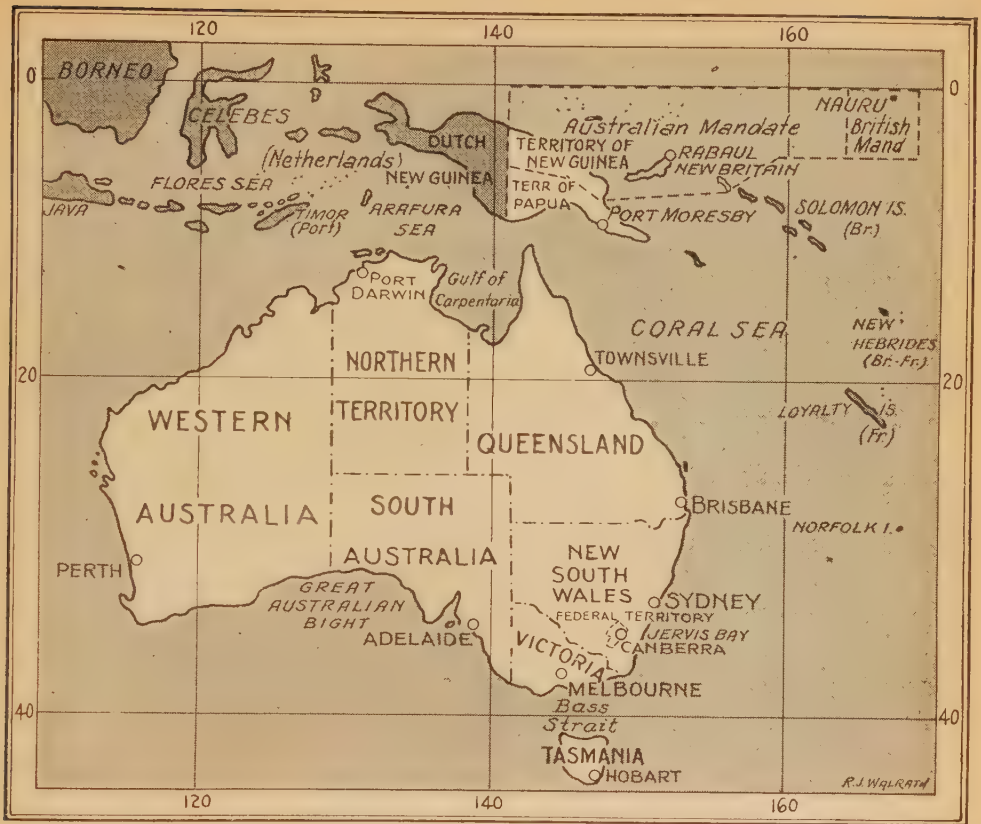 120
140
160
0
0
BORNEO
CELEBES
(Netherlands)
FLORES SEA
JAVA
TIMOR
(Port)
ARAFURA
SEA
DUTCH
NEW GUINEA
TERRITORY OF
NEW GUINEA
TERR OF
PAPUA
Australian Mandate
NAURU
British
Mand
RABAUL
NEW BRITAIN
PORT MORESBY
SOLOMON IS.
(Br.)
PORT
DARWIN
Gulf of
Carpentaria
CORAL SEA
NEW
HEBRIDES
(Br.-Fr.)
TOWNSVILLE
20
20
NORTHERN
TERRITORY
WESTERN
AUSTRALIA
QUEENSLAND
LOYALTY IS.
(Fr)
SOUTH
AUSTRALIA
BRISBANE
NORFOLK I.
PERTH
GREAT
AUSTRALIAN
BIGHT
ADELAIDE
NEW
SOUTH
WALES
SYDNEY
FEDERAL TERRITORY
JERVIS BAY
CANBERRA
VICTORIA
MELBOURNE
Bass
Strait
40
40
TASMANIA
HOBART
R.J. WALRATH
120
140
160